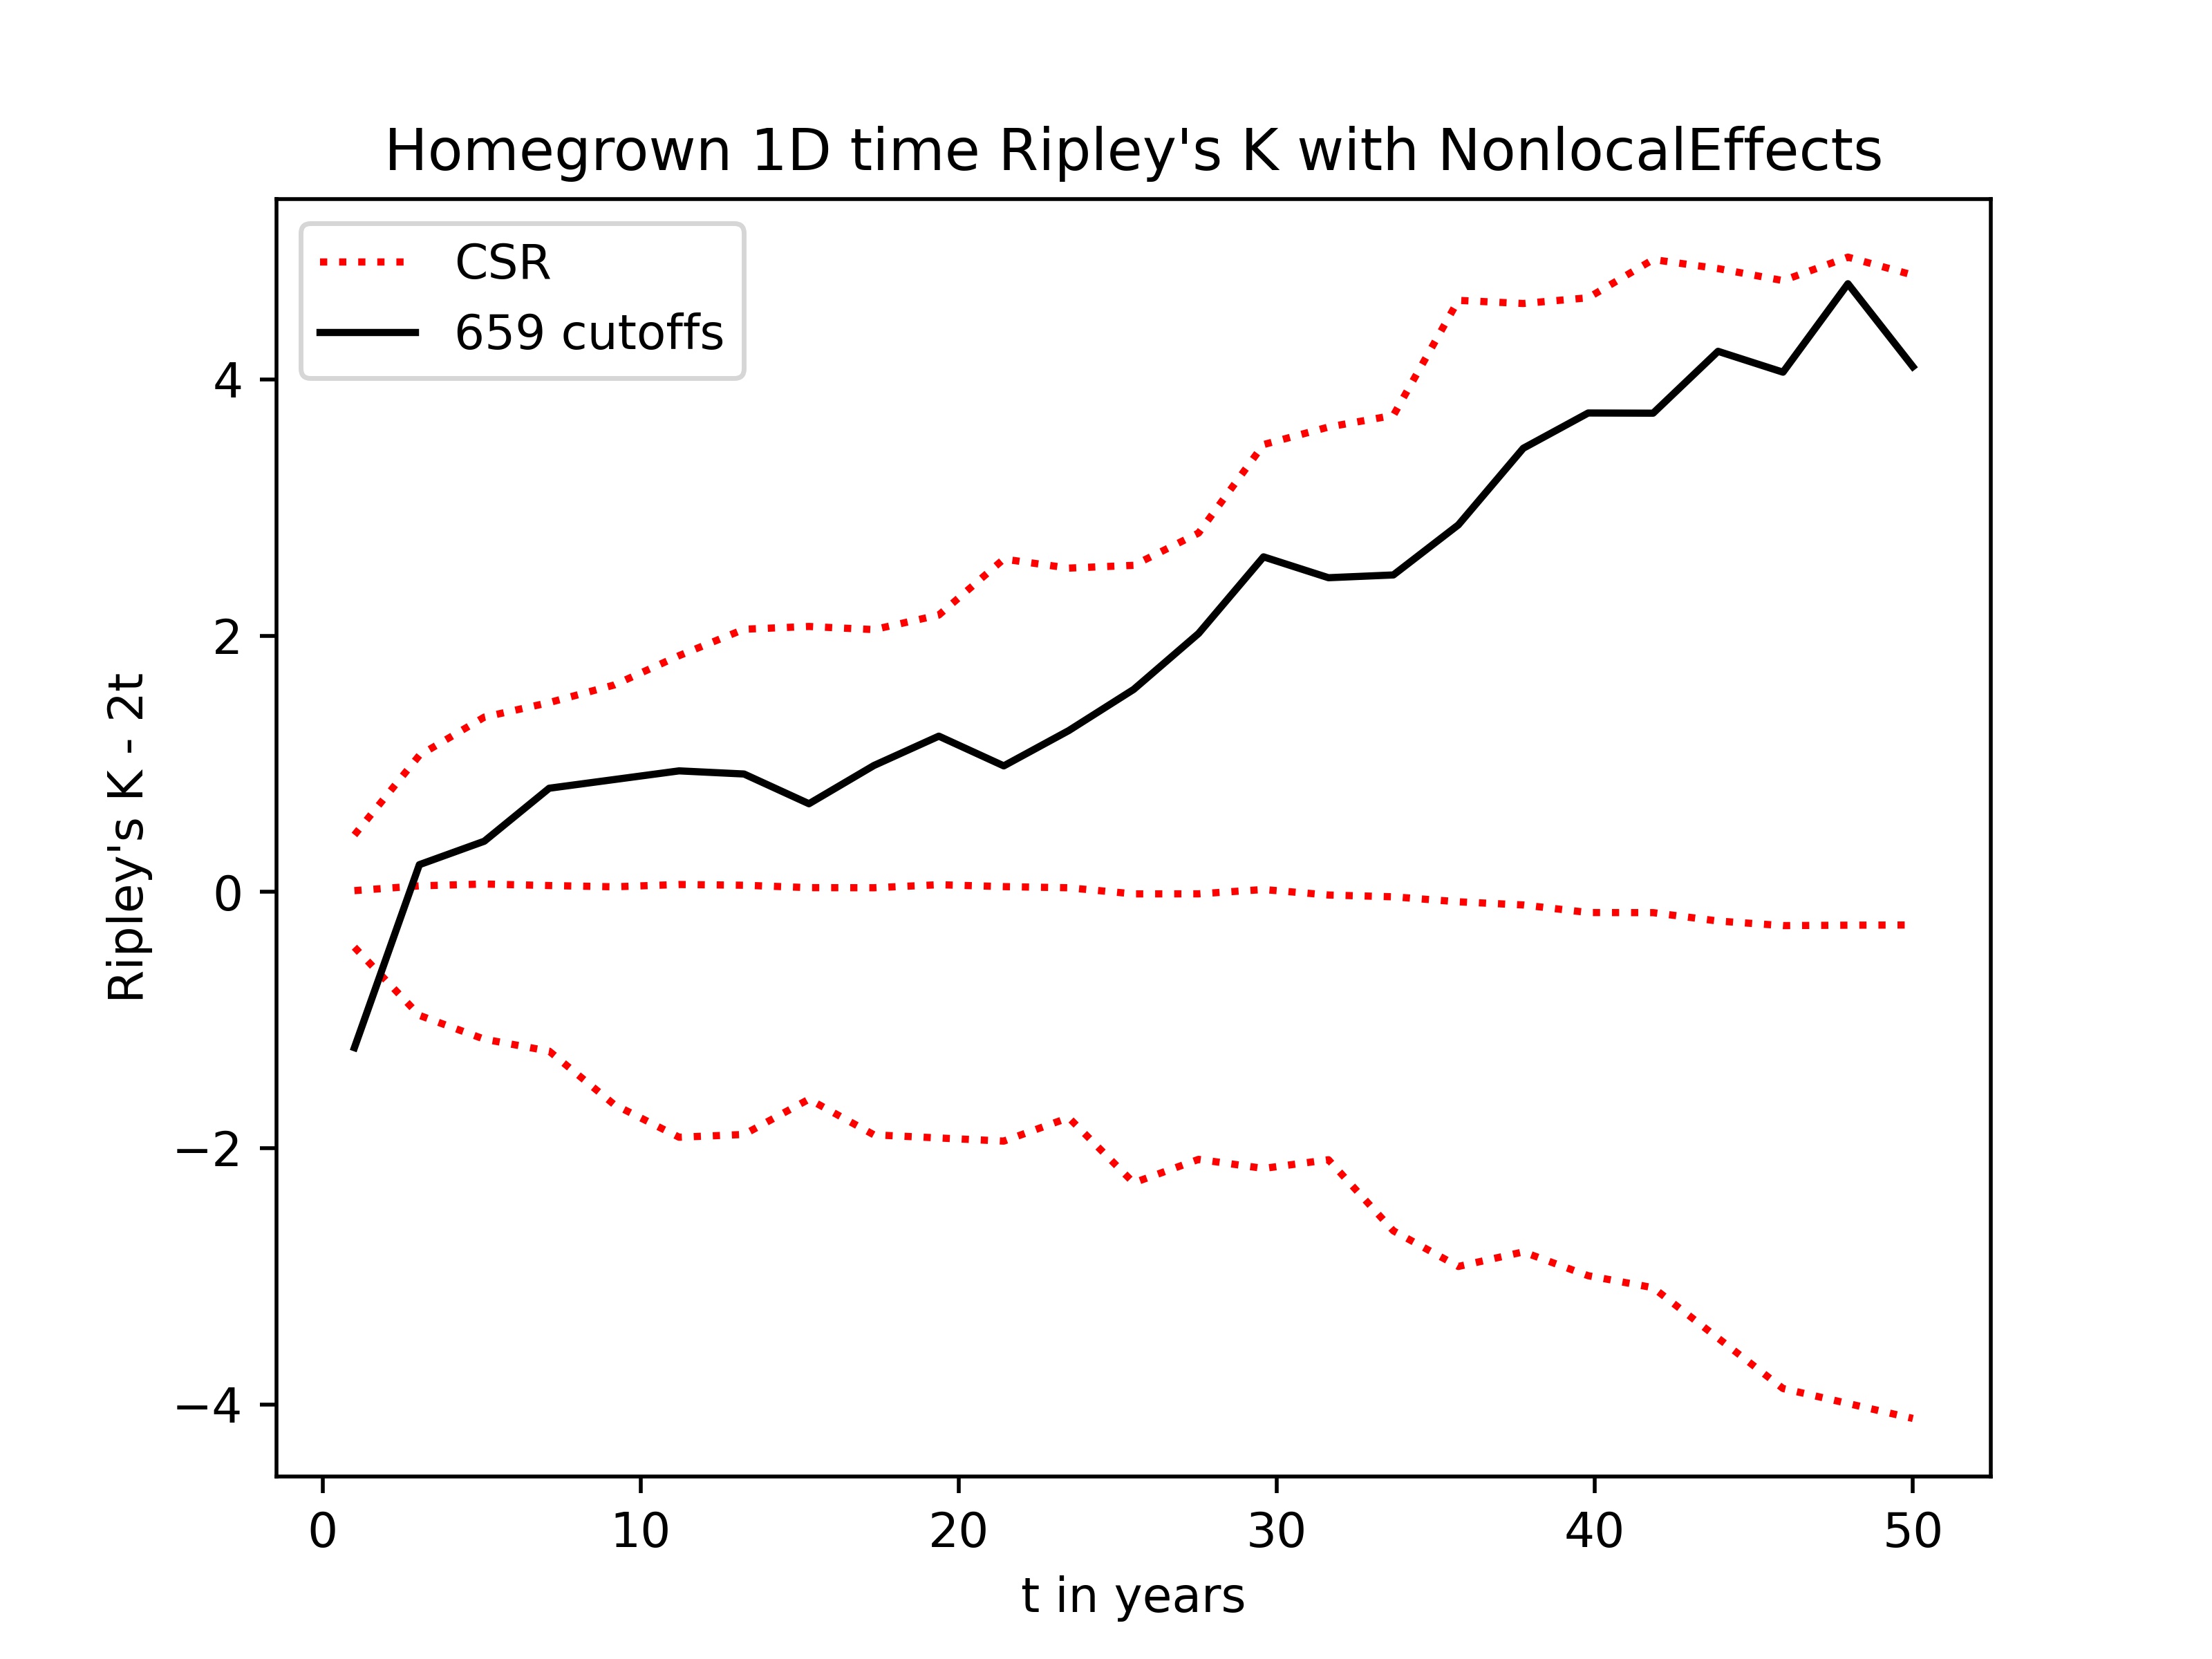 Homegrown 1D time Ripley's K with NonlocalEffects
CSR
659 cutoffs
Ripley's K - 2t
4
2
0
−2
−4
0 10 20 30 40 50
t in years